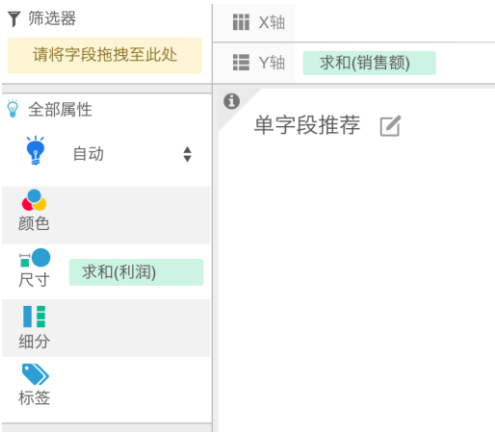 筛选器
请将字段拖拽至此处
全部属性
自动
颜色
尺寸 求和(利润)
细分
标签
X轴
Y轴 求和(销售额)
单字段推荐